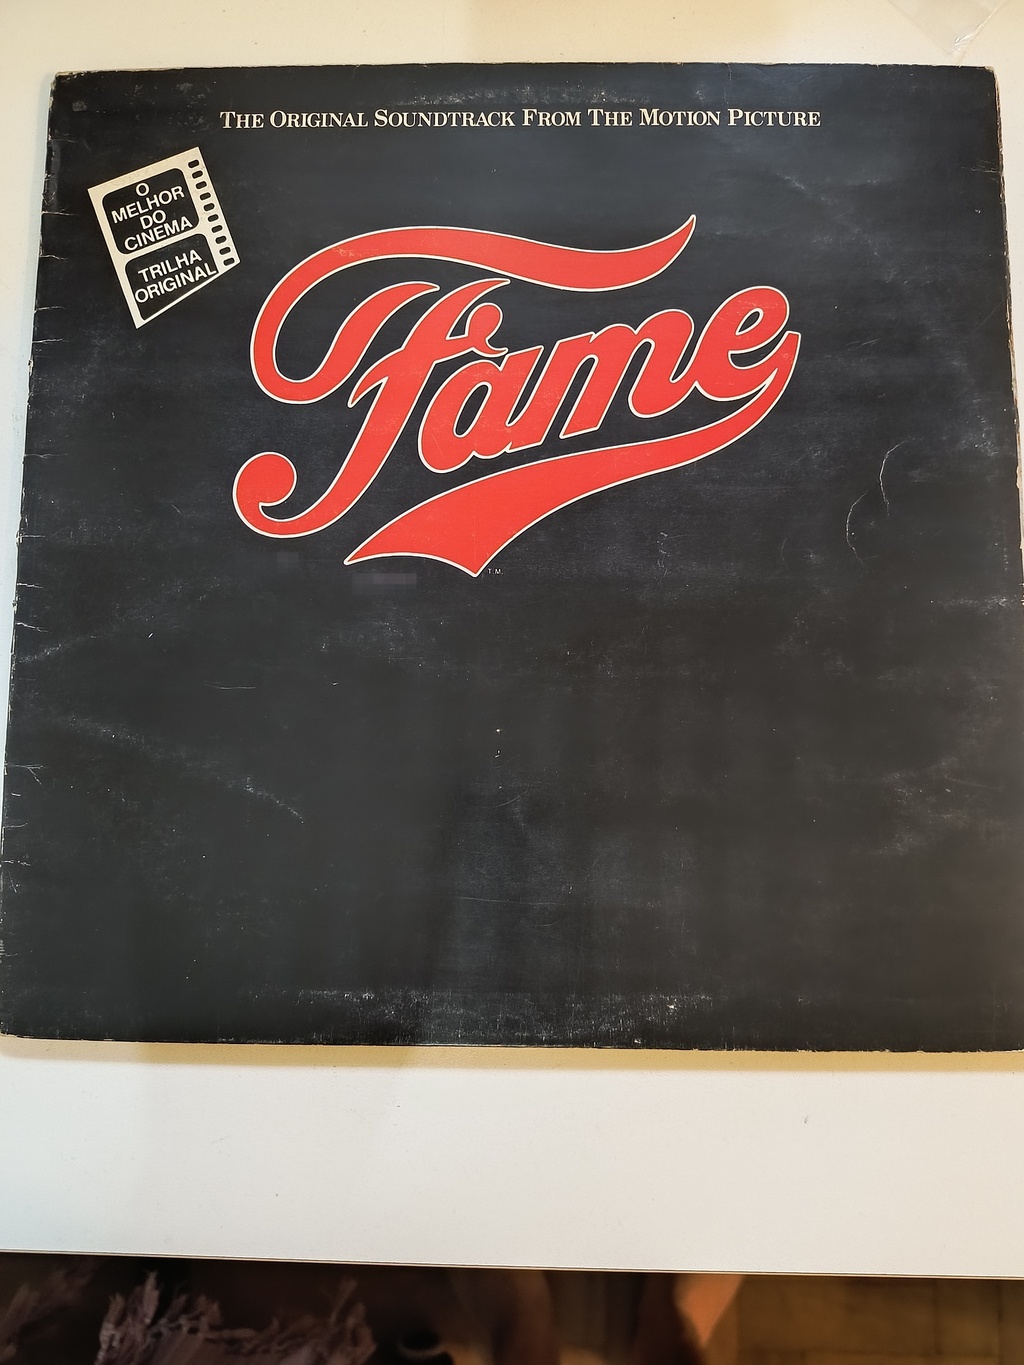 THE ORIGINAL SOUNDTRACK FROM THE MOTION PICTURE
O
MELHOR
DO
CINEMA
TRILHA
ORIGINAL
Fame
T.M.